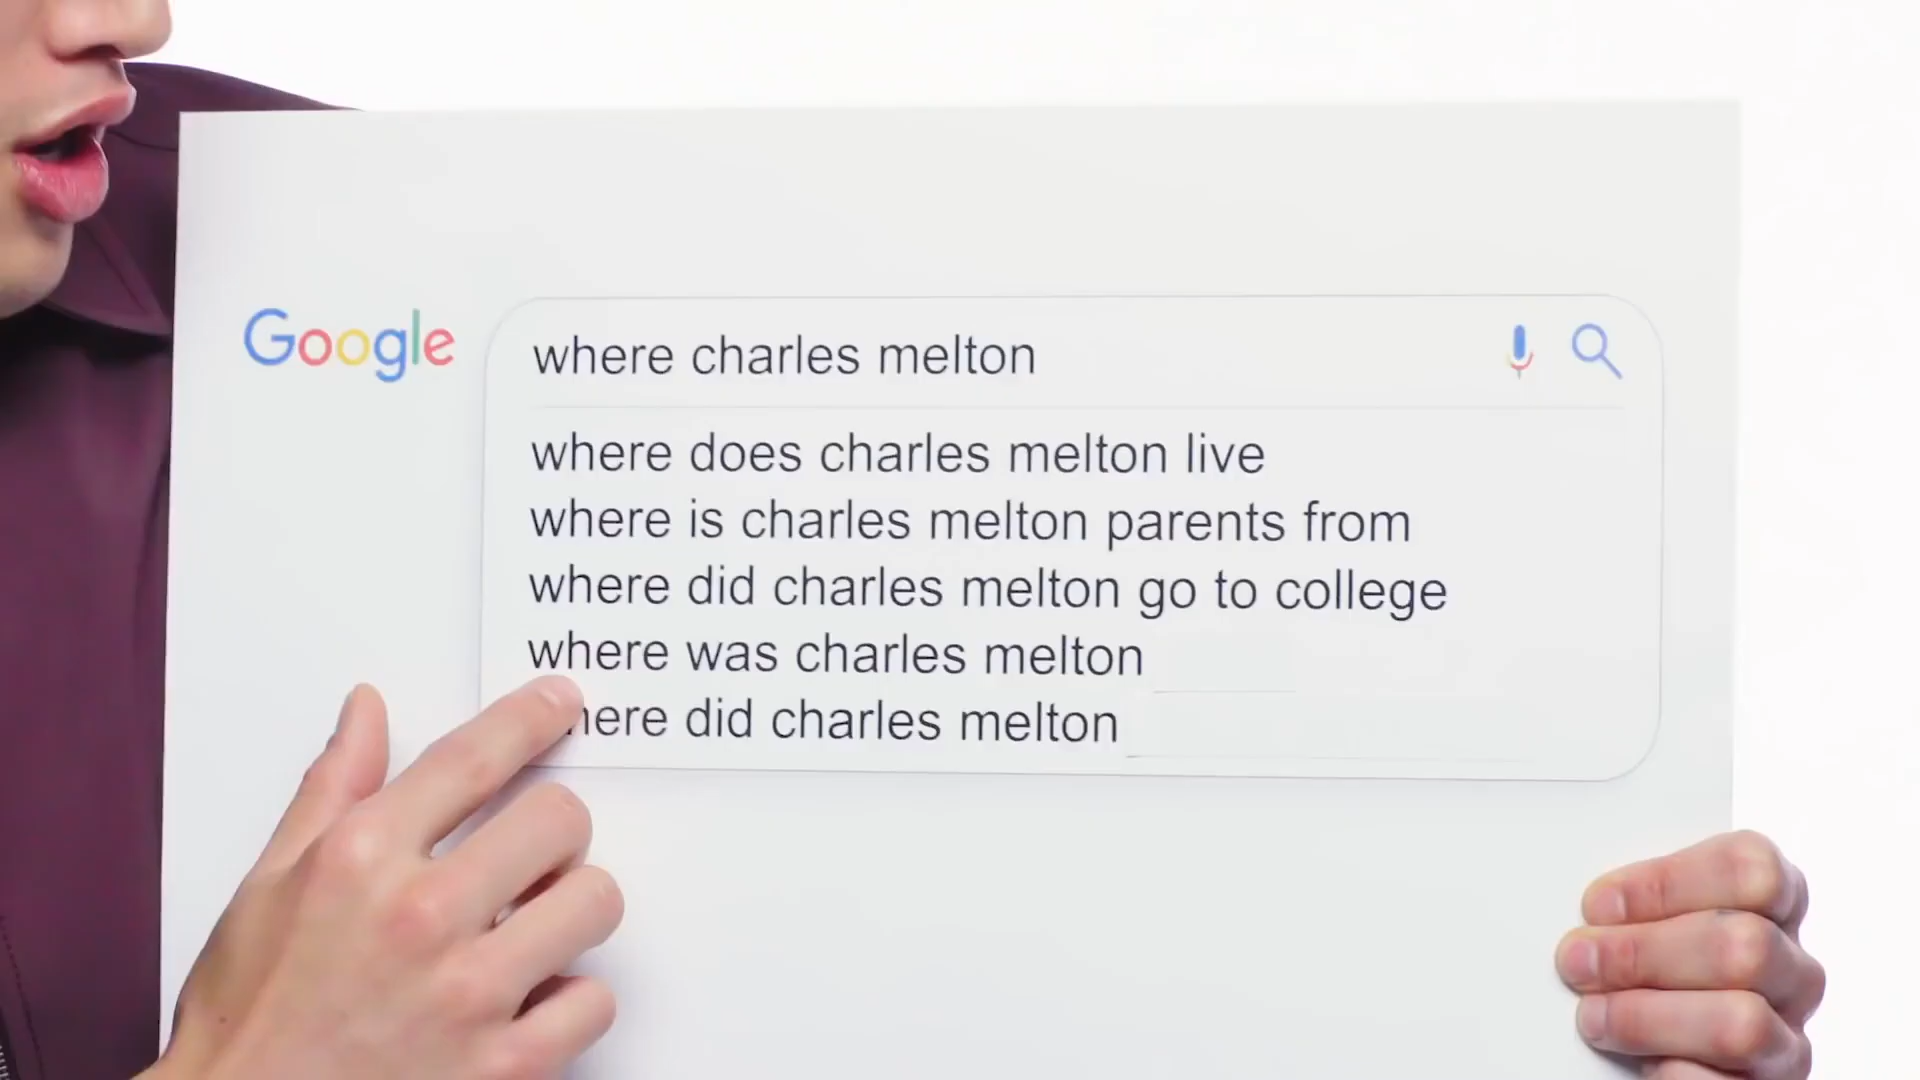 Google
where charles melton
where does charles melton live
where is charles melton parents from
where did charles melton go to college
where was charles melton
here did charles melton